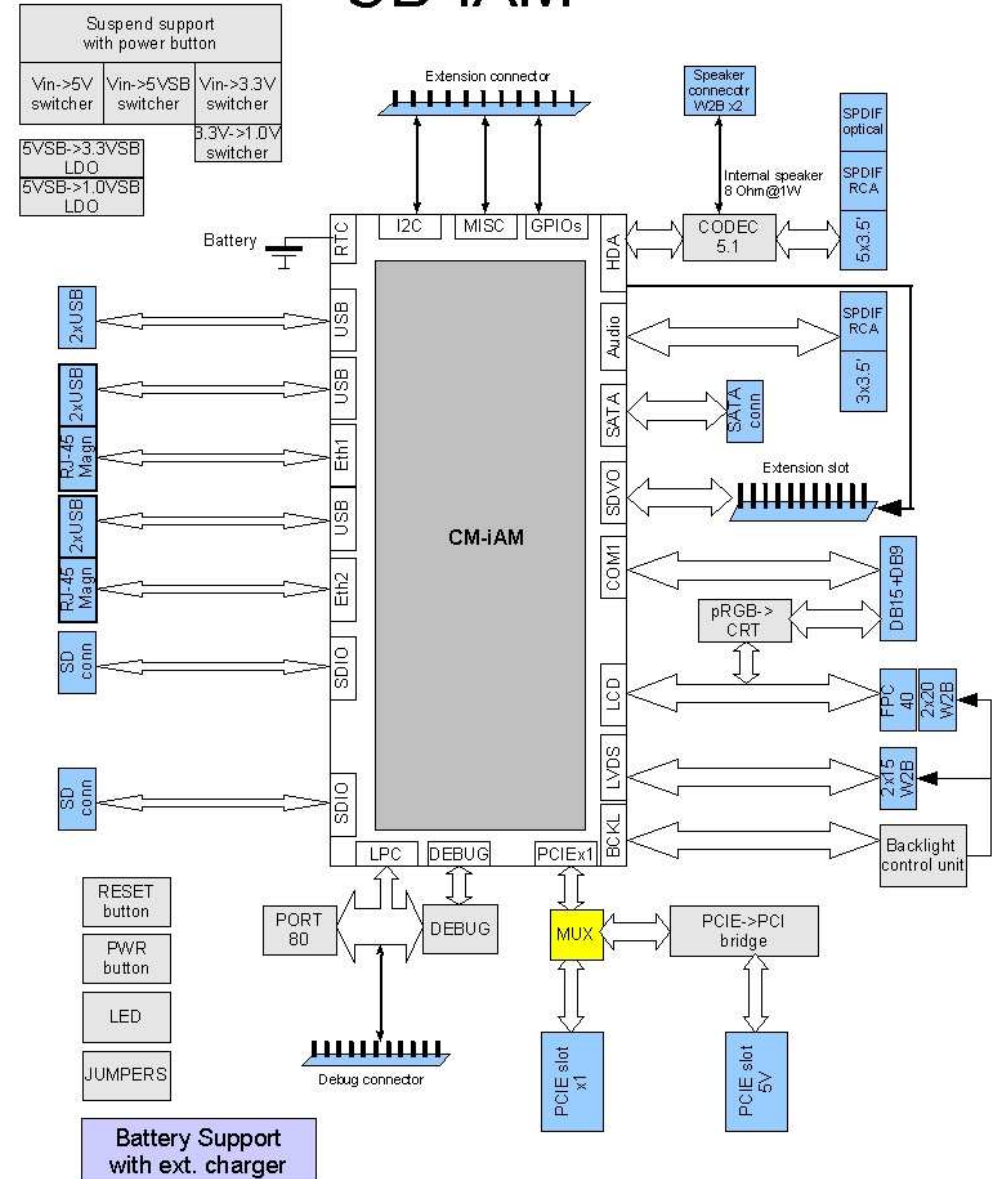 SB-iAM
Suspend support
with power button
Vin->5V
switcher
Vin->5VSB
switcher
Vin->3.3V
switcher
3.3V->1.0V
switcher
5VSB->3.3VSB
LDO
5VSB->1.0VSB
LDO
Extension connector
Speaker
connecotr
W2B x2
Internal speaker
8 Ohm@1W
SPDIF
optical
SPDIF
RCA
5x3.5'
Battery
RTC
I2C
MISC
GPIOs
HDA
CODEC
5.1
2xUSB
USB
Audio
SPDIF
RCA
3x3.5'
2xUSB
USB
SATA
SATA
conn
RJ-45
Magn
Eth1
SDVO
Extension slot
2xUSB
USB
CM-iAM
COM1
DB15+DB9
RJ-45
Magn
Eth2
pRGB->
CRT
SD
conn
SDIO
LCD
FPC
40
2x20
W2B
LVDS
2x15
W2B
SD
conn
SDIO
BCKL
Backlight
control unit
LPC
DEBUG
PCIEx1
RESET
button
PORT
80
DEBUG
MUX
PCIE->PCI
bridge
PWR
button
LED
JUMPERS
Debug connector
PCIE slot
x1
PCIE slot
5V
Battery Support
with ext. charger